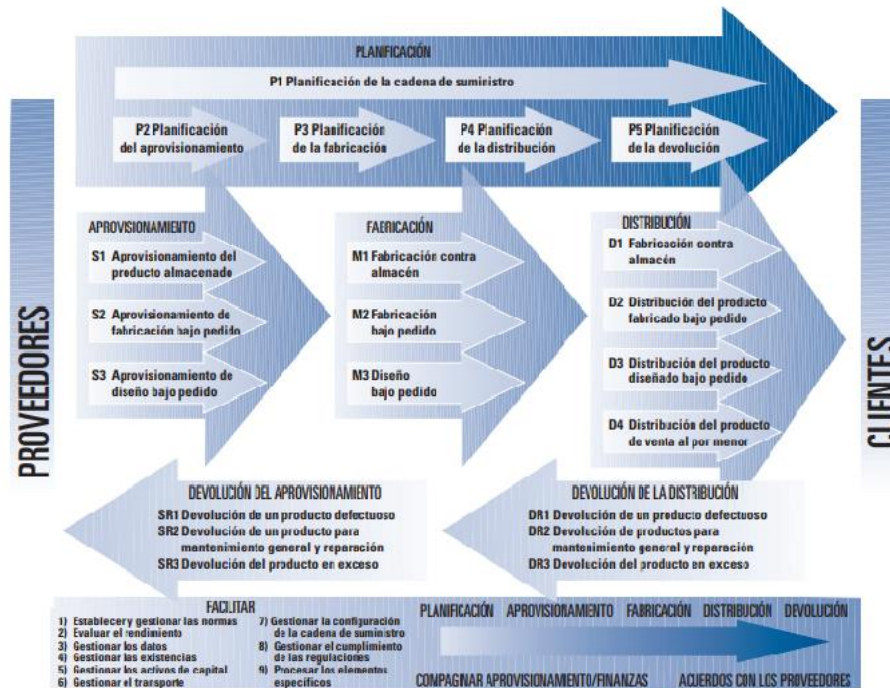 PLANIFICACIÓN
P1 Planificación de la cadena de suministro
P2 Planificación
del aprovisionamiento
P3 Planificación
de la fabricación
P4 Planificación
de la distribución
P5 Planificación
de la devolución
PROVEEDORES
APROVISIONAMIENTO
S1 Aprovisionamiento del
producto almacenado
S2 Aprovisionamiento de
fabricación bajo pedido
S3 Aprovisionamiento de
diseño bajo pedido
FABRICACIÓN
M1 Fabricación contra
almacén
M2 Fabricación
bajo pedido
M3 Diseño
bajo pedido
DISTRIBUCIÓN
D1 Fabricación contra
almacén
D2 Distribución del producto
fabricado bajo pedido
D3 Distribución del producto
diseñado bajo pedido
D4 Distribución del producto
de venta al por menor
CLIENTES
DEVOLUCIÓN DEL APROVISIONAMIENTO
SR1 Devolución de un producto defectuoso
SR2 Devolución de un producto para
mantenimiento general y reparación
SR3 Devolución del producto en exceso
DEVOLUCIÓN DE LA DISTRIBUCIÓN
DR1 Devolución de un producto defectuoso
DR2 Devolución de productos para
mantenimiento general y reparación
DR3 Devolución del producto en exceso
FACILITAR
1) Establecer y gestionar las normas
2) Evaluar el rendimiento
3) Gestionar los datos
4) Gestionar las existencias
5) Gestionar los activos de capital
6) Gestionar el transporte
7) Gestionar la configuración
de la cadena de suministro
8) Gestionar el cumplimiento
de las regulaciones
9) Procesar los elementos
específicos
PLANIFICACIÓN APROVISIONAMIENTO FABRICACIÓN DISTRIBUCIÓN DEVOLUCIÓN
COMPAGINAR APROVISIONAMIENTO/FINANZAS ACUERDOS CON LOS PROVEEDORES